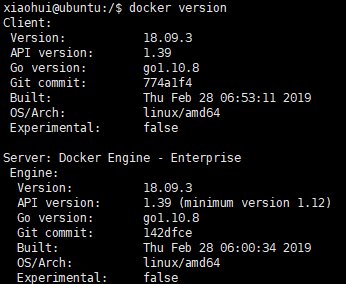 xiaohui@ubuntu:/$ docker version
Client:
 Version:           18.09.3
 API version:       1.39
 Go version:        go1.10.8
 Git commit:        774a1f4
 Built:             Thu Feb 28 06:53:11 2019
 OS/Arch:           linux/amd64
 Experimental:      false

Server: Docker Engine - Enterprise
 Engine:
  Version:          18.09.3
  API version:      1.39 (minimum version 1.12)
  Go version:       go1.10.8
  Git commit:       142dfce
  Built:            Thu Feb 28 06:00:34 2019
  OS/Arch:          linux/amd64
  Experimental:     false